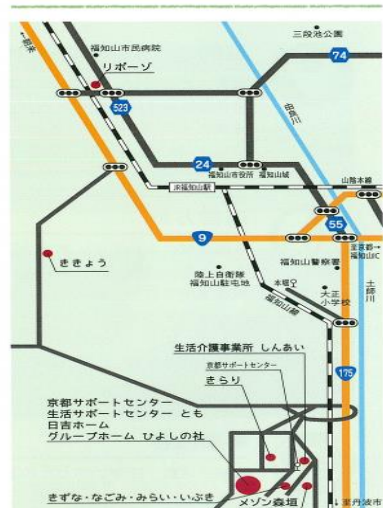 三段池公園
←朝来
福知山市民病院
74
リポーゾ
523
由良川
24
福知山市役所
福知山城
山陰本線
JR福知山駅
55
9
至京都→
福知山IC
福知山警察署
ききょう
陸上自衛隊
福知山駐屯地
本堀
大正
小学校
土師川
福知山線
生活介護事業所 しんあい
京都サポートセンター
きらり
175
京都サポートセンター
生活サポートセンター とも
日吉ホーム
グループホーム ひよしの社
きずな・なごみ・みらい・いぶき
メゾン森垣
↓至丹波市